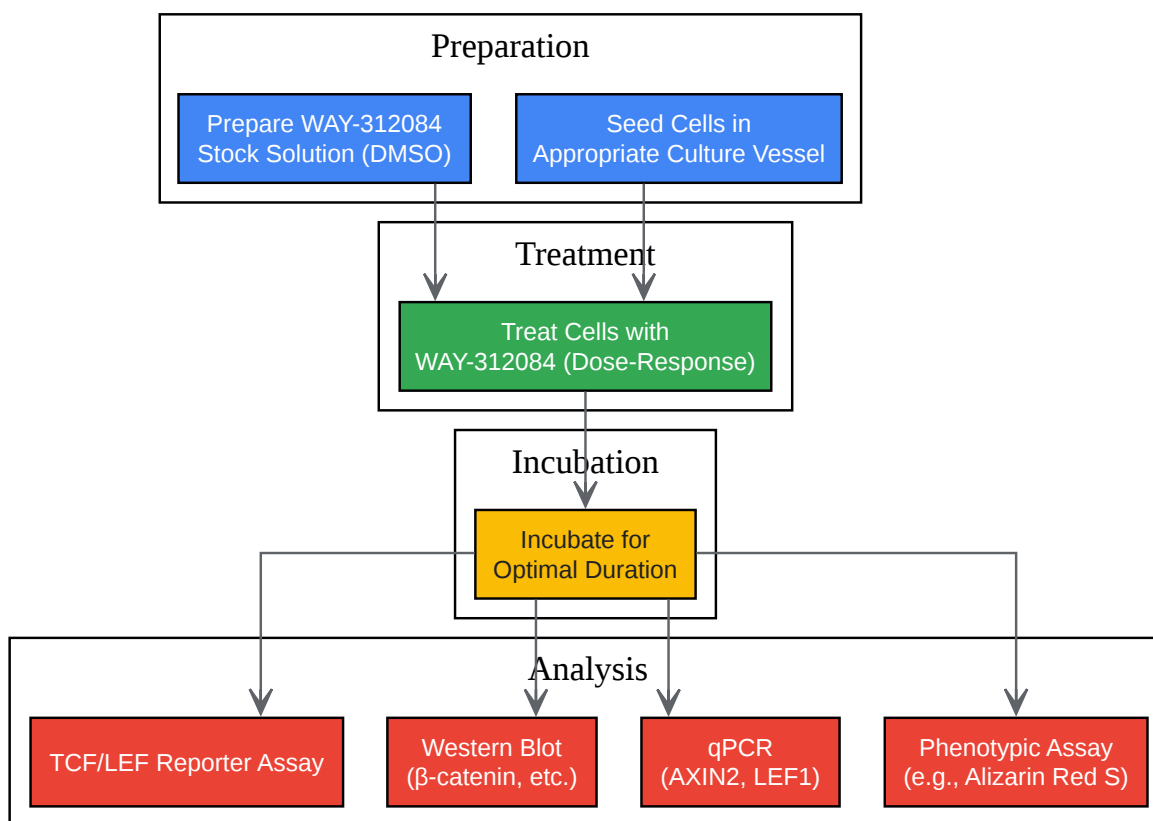 Preparation
Prepare WAY-312084
Stock Solution (DMSO)
Seed Cells in
Appropriate Culture Vessel
Treatment
Treat Cells with
WAY-312084 (Dose-Response)
Incubation
Incubate for
Optimal Duration
Analysis
TCF/LEF Reporter Assay
Western Blot
(β-catenin, etc.)
qPCR
(AXIN2, LEF1)
Phenotypic Assay
(e.g., Alizarin Red S)